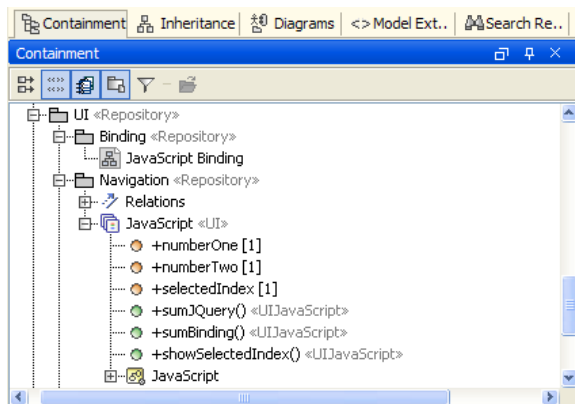 Containment Inheritance Diagrams <> Model Ext.. Search Re..
Containment
UI «Repository»
Binding «Repository»
JavaScript Binding
Navigation «Repository»
Relations
JavaScript «UI»
+numberOne [1]
+numberTwo [1]
+selectedIndex [1]
+sumJQuery() «UIJavaScript»
+sumBinding() «UIJavaScript»
+showSelectedIndex() «UIJavaScript»
JavaScript